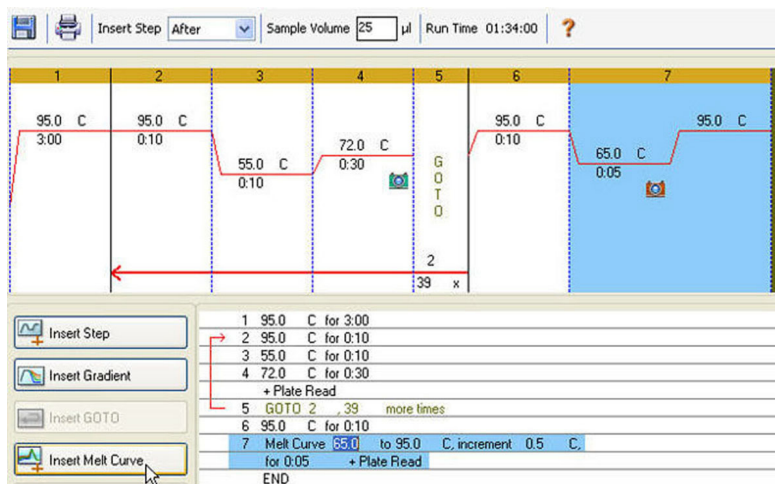 Insert Step After Sample Volume 25 µl Run Time 01:34:00 ?
1 2 3 4 5 6 7
95.0 C 95.0 C 95.0 C 95.0 C
3:00 0:10 0:10
72.0 C
0:30
65.0 C
0:05
55.0 C
0:10
GOTO
2
39 x
Insert Step
Insert Gradient
Insert GOTO
Insert Melt Curve
1 95.0 C for 3:00
2 95.0 C for 0:10
3 55.0 C for 0:10
4 72.0 C for 0:30
+ Plate Read
5 GOTO 2 , 39 more times
6 95.0 C for 0:10
7 Melt Curve 65.0 to 95.0 C, increment 0.5 C,
for 0:05 + Plate Read
END